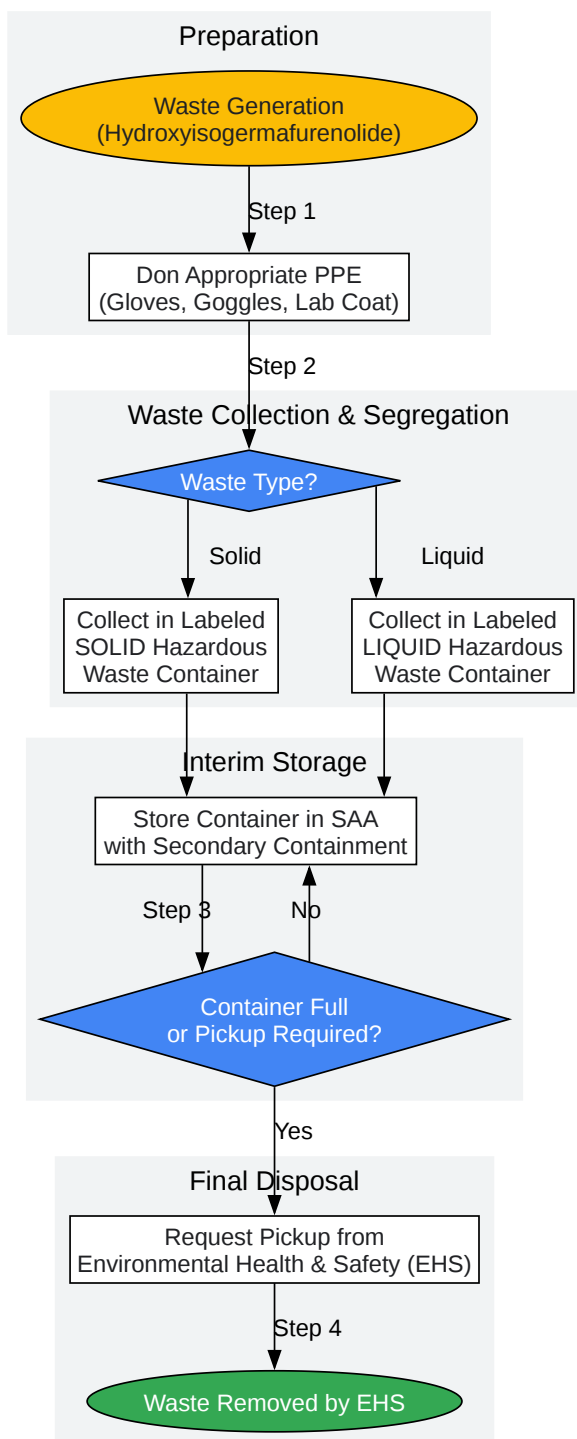 Preparation
Waste Generation
(Hydroxyisogermafurenolide)
Step 1
Don Appropriate PPE
(Gloves, Goggles, Lab Coat)
Step 2
Waste Collection & Segregation
Waste Type?
Solid
Liquid
Collect in Labeled
SOLID Hazardous
Waste Container
Collect in Labeled
LIQUID Hazardous
Waste Container
Interim Storage
Store Container in SAA
with Secondary Containment
Step 3
No
Container Full
or Pickup Required?
Yes
Final Disposal
Request Pickup from
Environmental Health & Safety (EHS)
Step 4
Waste Removed by EHS